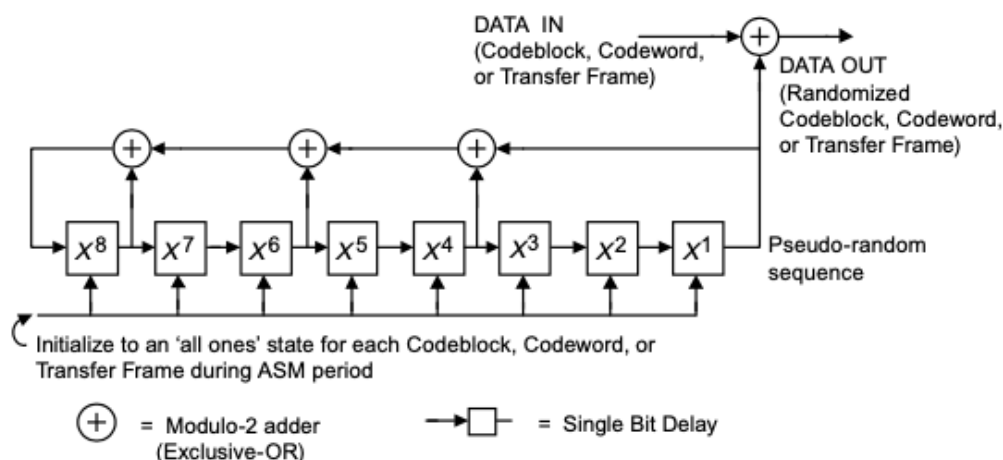 DATA IN
(Codeblock, Codeword,
or Transfer Frame)
DATA OUT
(Randomized
Codeblock, Codeword,
or Transfer Frame)
X⁸ X⁷ X⁶ X⁵ X⁴ X³ X² X¹
Pseudo-random
sequence
Initialize to an ‘all ones’ state for each Codeblock, Codeword, or
Transfer Frame during ASM period
= Modulo-2 adder
(Exclusive-OR)
= Single Bit Delay